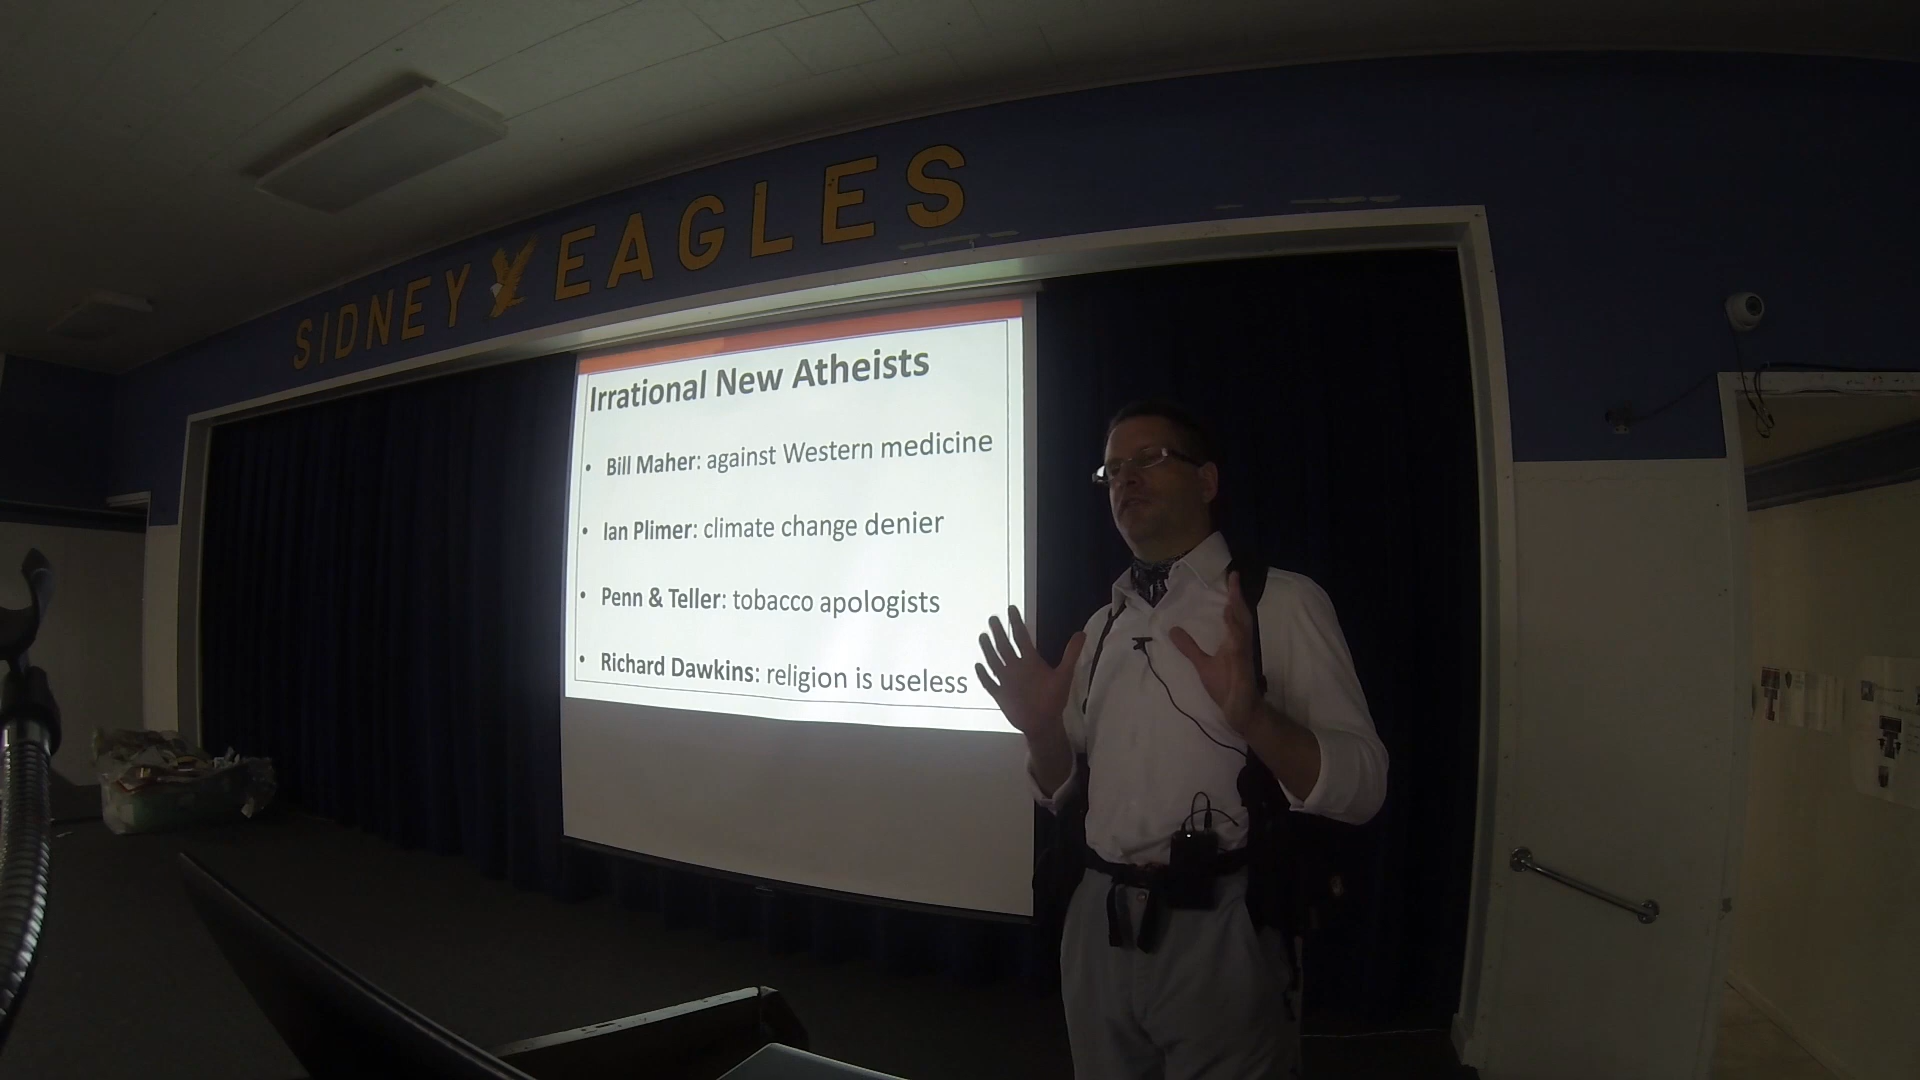 SIDNEY EAGLES
Irrational New Atheists
• Bill Maher: against Western medicine
• Ian Plimer: climate change denier
• Penn & Teller: tobacco apologists
• Richard Dawkins: religion is useless